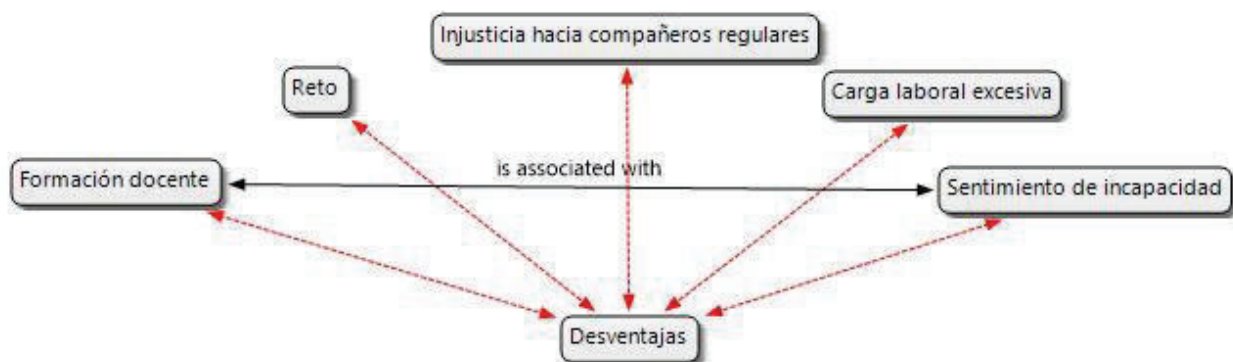 Injusticia hacia compañeros regulares
Reto
Carga laboral excesiva
is associated with
Formación docente
Sentimiento de incapacidad
Desventajas